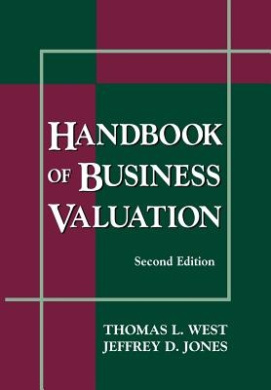 HANDBOOK
OF BUSINESS
VALUATION
Second Edition
THOMAS L. WEST
JEFFREY D. JONES